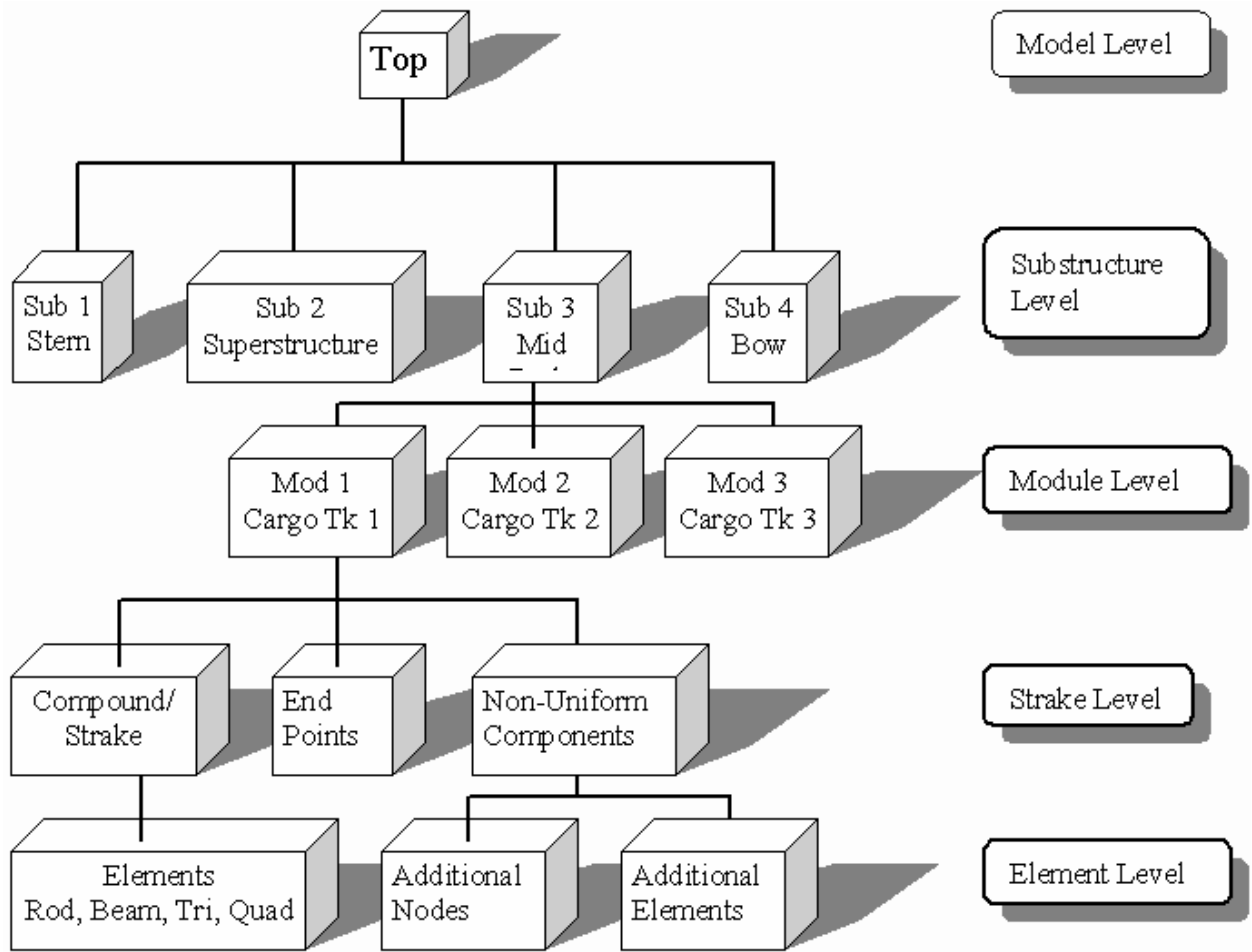 Top
Model Level
Sub 1
Stern
Sub 2
Superstructure
Sub 3
Mid
Sub 4
Bow
Substructure
Level
Mod 1
Cargo Tk 1
Mod 2
Cargo Tk 2
Mod 3
Cargo Tk 3
Module Level
Compound/
Strake
End
Points
Non-Uniform
Components
Strake Level
Elements
Rod, Beam, Tri, Quad
Additional
Nodes
Additional
Elements
Element Level